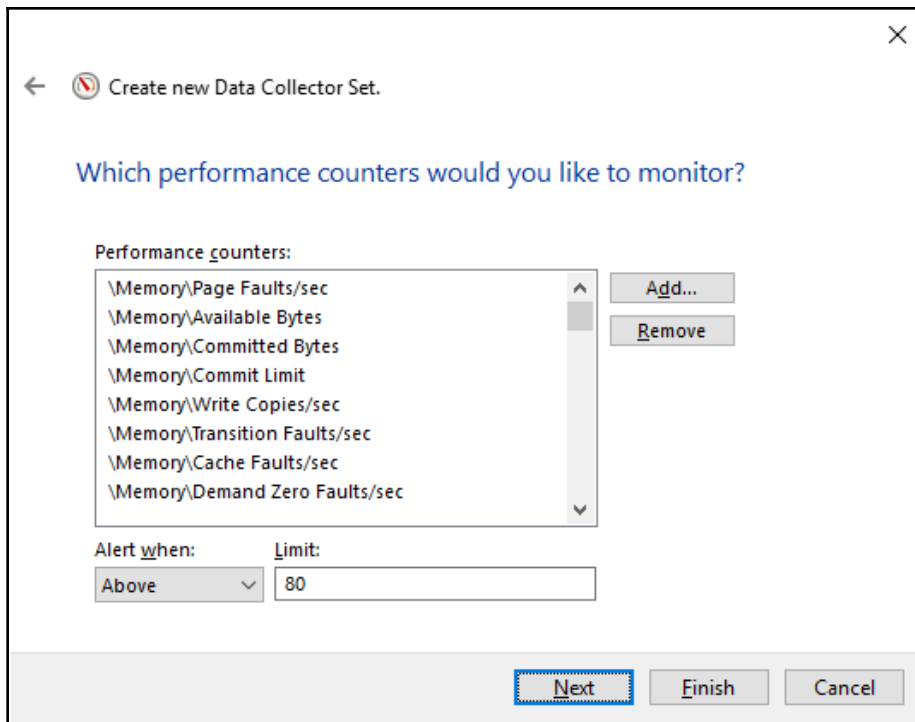 Create new Data Collector Set.
Which performance counters would you like to monitor?
Performance counters:
\Memory\Page Faults/sec
\Memory\Available Bytes
\Memory\Committed Bytes
\Memory\Commit Limit
\Memory\Write Copies/sec
\Memory\Transition Faults/sec
\Memory\Cache Faults/sec
\Memory\Demand Zero Faults/sec
Add...
Remove
Alert when:
Limit:
Above
80
Next
Finish
Cancel